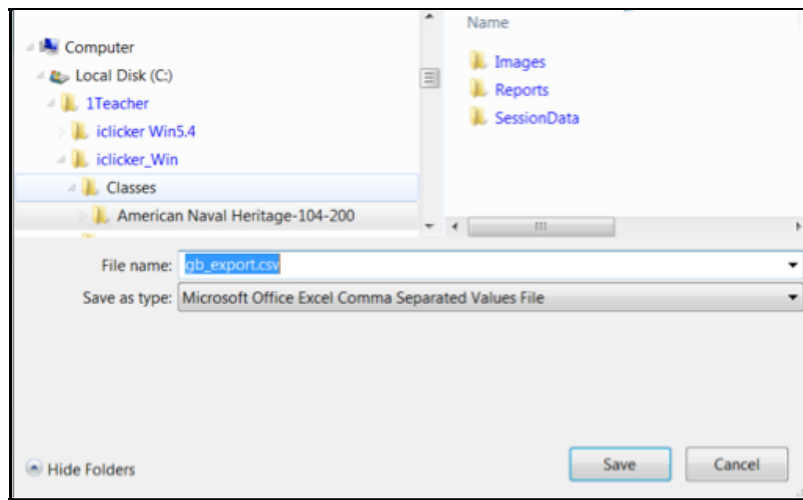 Computer
Local Disk (C:)
1Teacher
iclicker Win5.4
iclicker_Win
Classes
American Naval Heritage-104-200
Name
Images
Reports
SessionData
File name: gb_export.csv
Save as type: Microsoft Office Excel Comma Separated Values File
Hide Folders
Save
Cancel